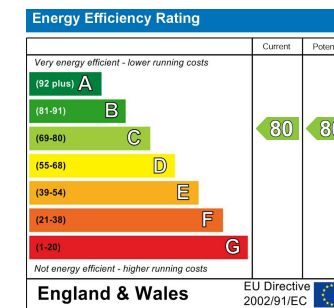 Energy Efficiency Rating
Current
Very energy efficient - lower running costs
(92 plus) A
(81-91) B
(69-80) C
80
(55-68) D
(39-54) E
(21-38) F
(1-20) G
Not energy efficient - higher running costs
England & Wales
EU Directive
2002/91/EC